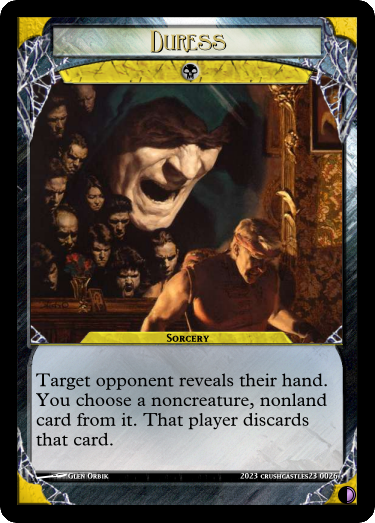 Duress
Sorcery
Target opponent reveals their hand.
You choose a noncreature, nonland
card from it. That player discards
that card.
Glen Orbik
2023 crushcastles23 0026